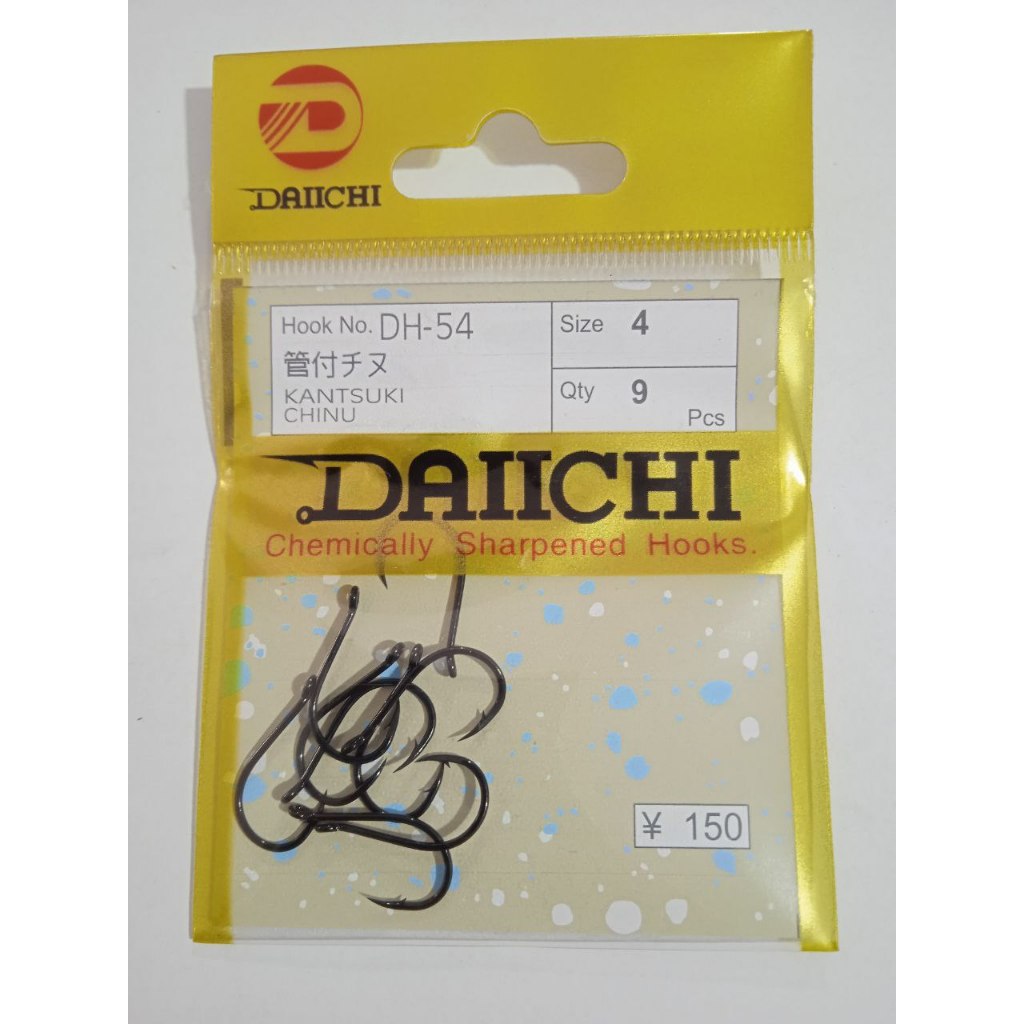 DAIICHI
Hook No. DH-54
管付チヌ
KANTSUKI
CHINU
Size 4
Qty 9
Pcs
DAIICHI
Chemically Sharpened Hooks.
¥ 150